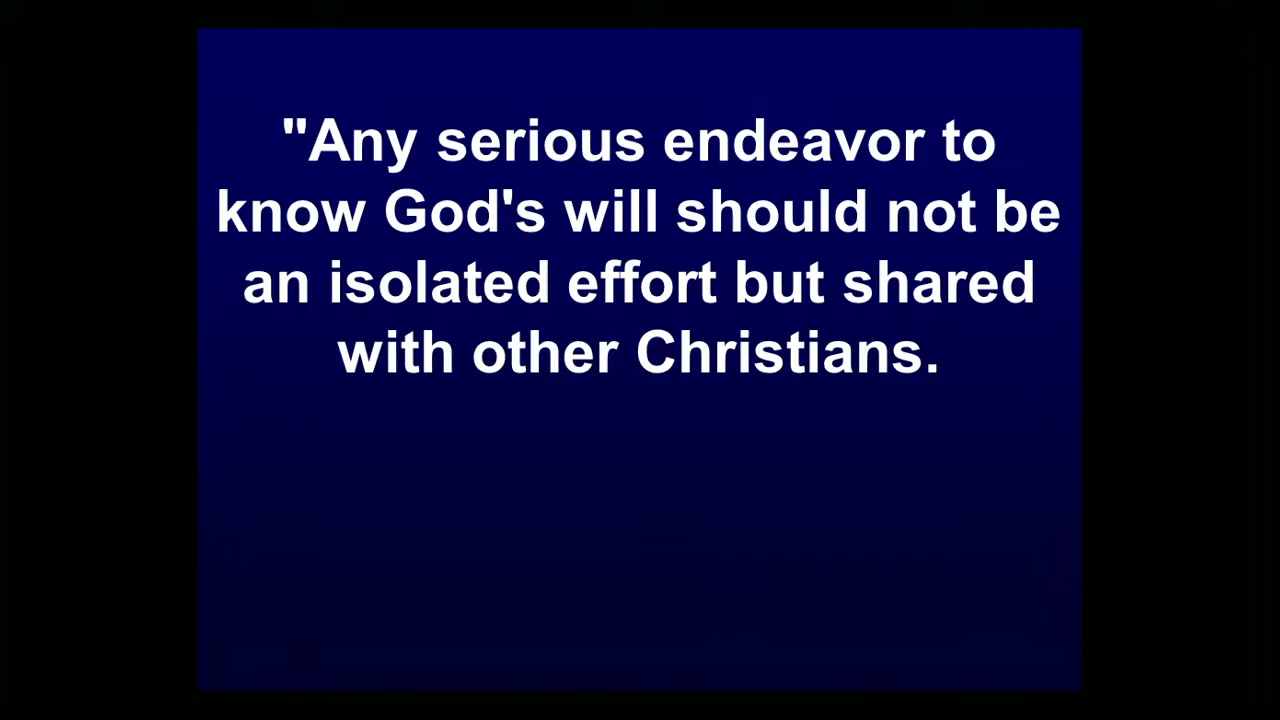 "Any serious endeavor to
know God's will should not be
an isolated effort but shared
with other Christians.